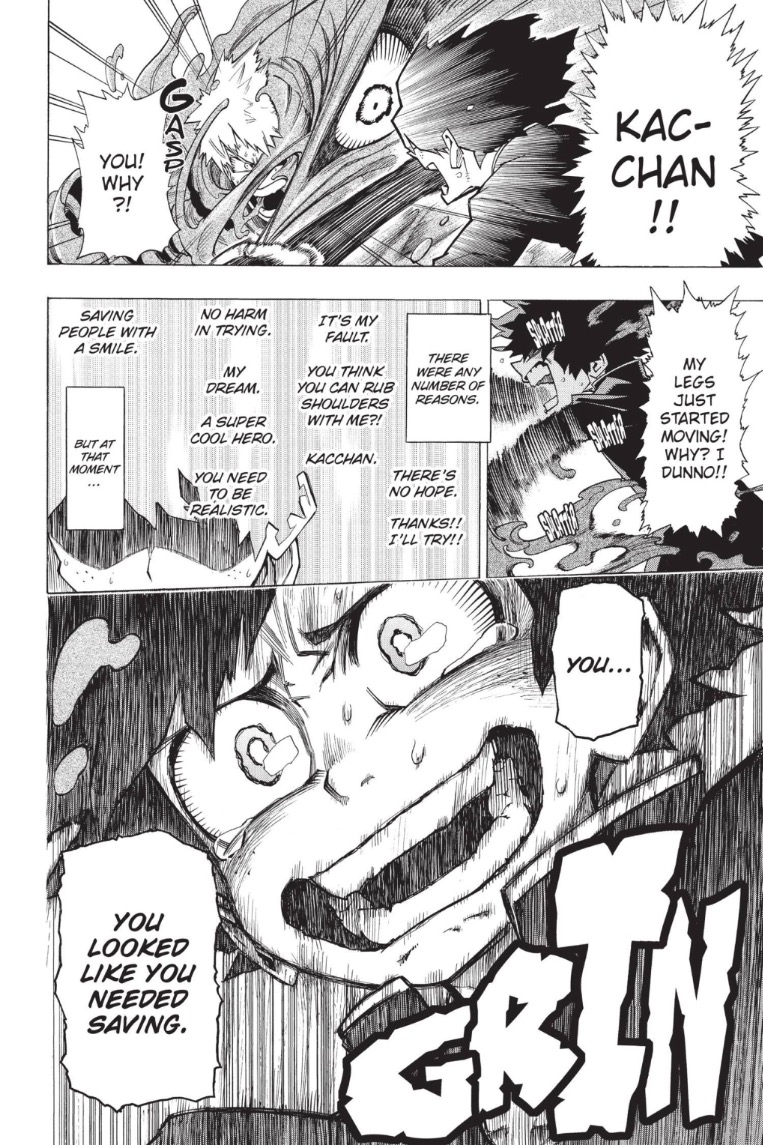 KAC-
CHAN
!!
GASP
YOU!
WHY
?!
MY
LEGS
JUST
STARTED
MOVING!
WHY? I
DUNNO!!
THERE
WERE ANY
NUMBER OF
REASONS.
THERE'S
NO HOPE.
THANKS!!
I'LL TRY!!
IT'S MY
FAULT.
YOU THINK
YOU CAN RUB
SHOULDERS
WITH ME?!
KACCHAN.
NO HARM
IN TRYING.
MY
DREAM.
A SUPER
COOL HERO.
YOU NEED
TO BE
REALISTIC.
SAVING
PEOPLE WITH
A SMILE.
BUT AT
THAT
MOMENT
...
YOU...
YOU
LOOKED
LIKE YOU
NEEDED
SAVING.
GRIN